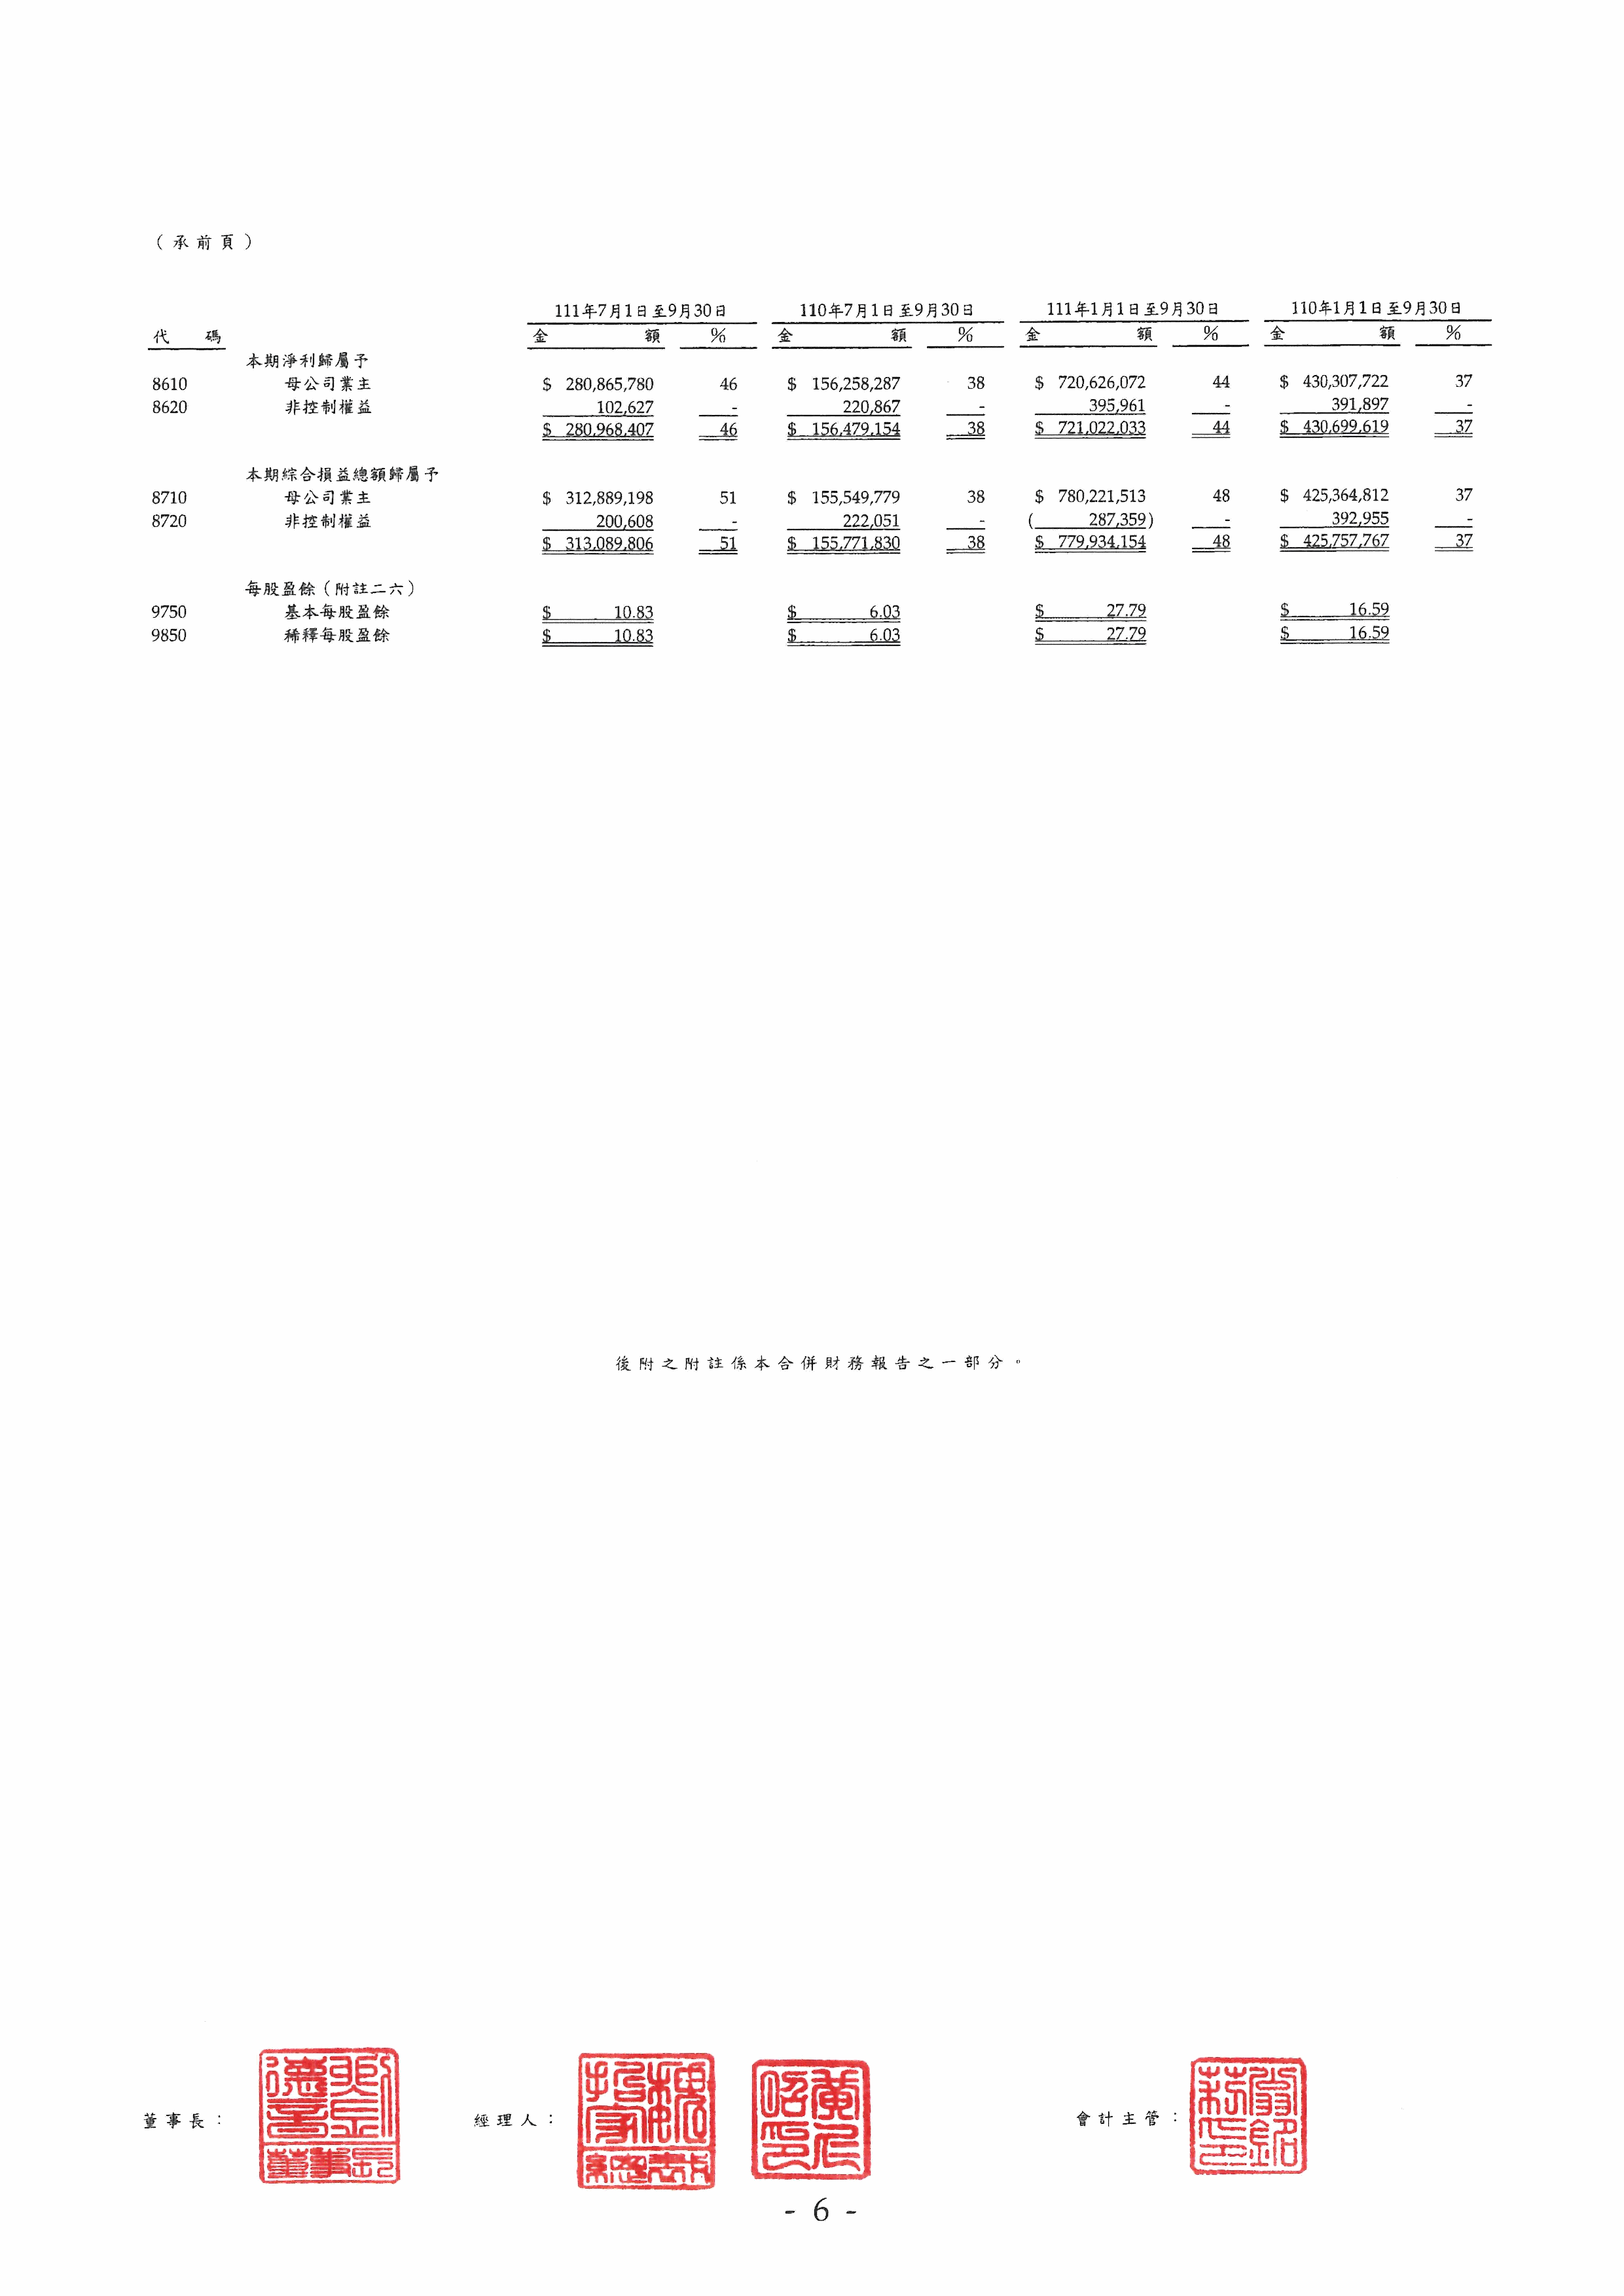 （承前頁）
111年7月1日至9月30日 110年7月1日至9月30日 111年1月1日至9月30日 110年1月1日至9月30日
代 碼 金 額 % 金 額 % 金 額 % 金 額 %
本期淨利歸屬予
8610 母公司業主 $ 280,865,780 46 $ 156,258,287 38 $ 720,626,072 44 $ 430,307,722 37
8620 非控制權益 102,627 - 220,867 - 395,961 - 391,897 -
$ 280,968,407 46 $ 156,479,154 38 $ 721,022,033 44 $ 430,699,619 37
本期綜合損益總額歸屬予
8710 母公司業主 $ 312,889,198 51 $ 155,549,779 38 $ 780,221,513 48 $ 425,364,812 37
8720 非控制權益 200,608 - 222,051 - ( 287,359) - 392,955 -
$ 313,089,806 51 $ 155,771,830 38 $ 779,934,154 48 $ 425,757,767 37
每股盈餘（附註二六）
9750 基本每股盈餘 $ 10.83 $ 6.03 $ 27.79 $ 16.59
9850 稀釋每股盈餘 $ 10.83 $ 6.03 $ 27.79 $ 16.59
後附之附註係本合併財務報告之一部分。
董事長： 經理人： 會計主管：
- 6 -